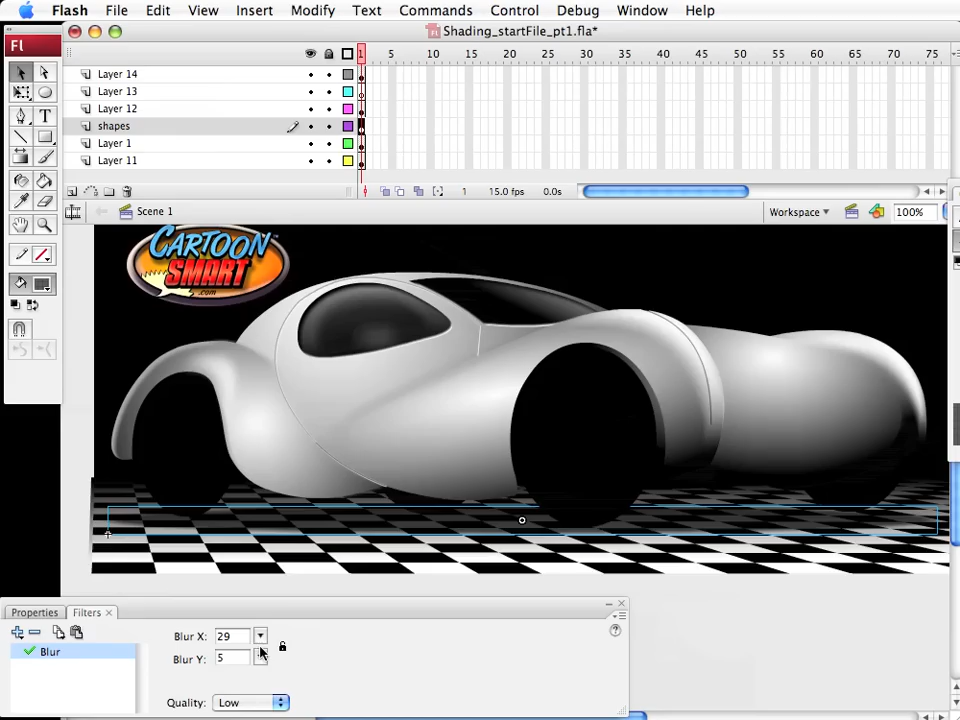 Flash File Edit View Insert Modify Text Commands Control Debug Window Help
Shading_startFile_pt1.fla*
Fl
1 5 10 15 20 25 30 35 40 45 50 55 60 65 70 75
Layer 14
Layer 13
Layer 12
shapes
Layer 1
Layer 11
1 15.0 fps 0.0s
Scene 1 Workspace 100%
CARTOON
SMART
.com
T
Properties Filters
Blur
Blur X: 29
Blur Y: 5
Quality: Low
?